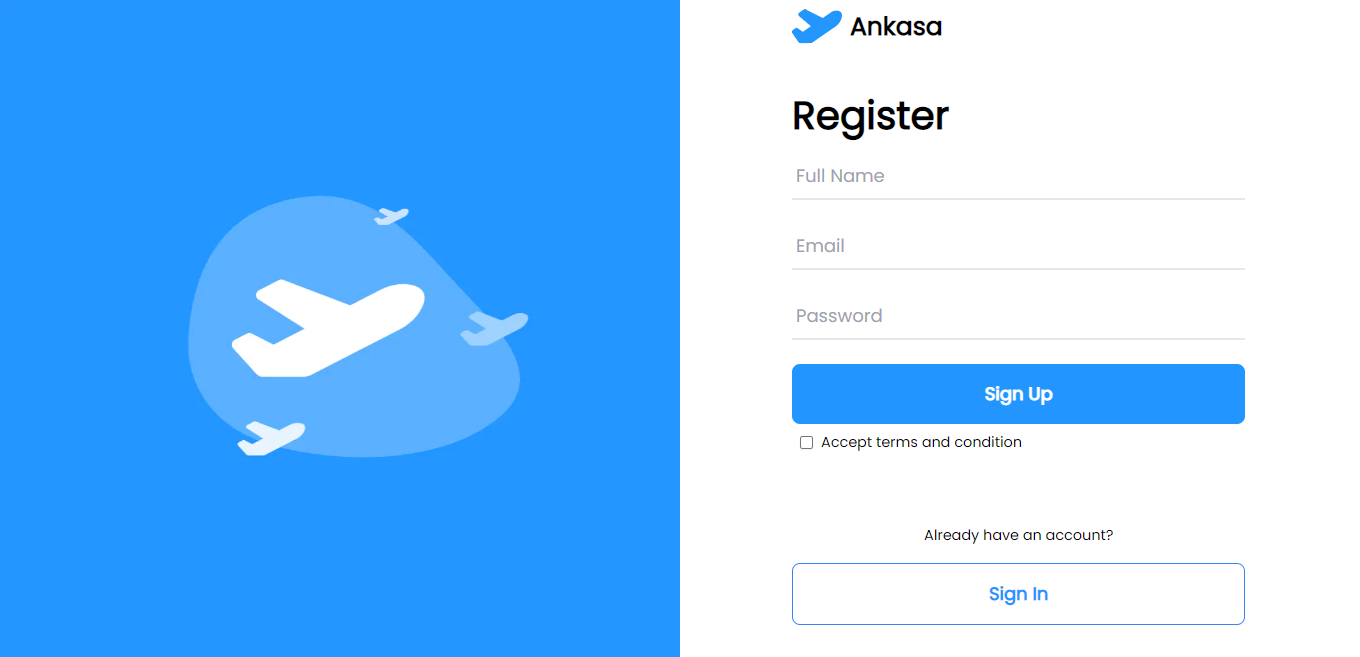 Ankasa
Register
Full Name
Email
Password
Sign Up
Accept terms and condition
Already have an account?
Sign In